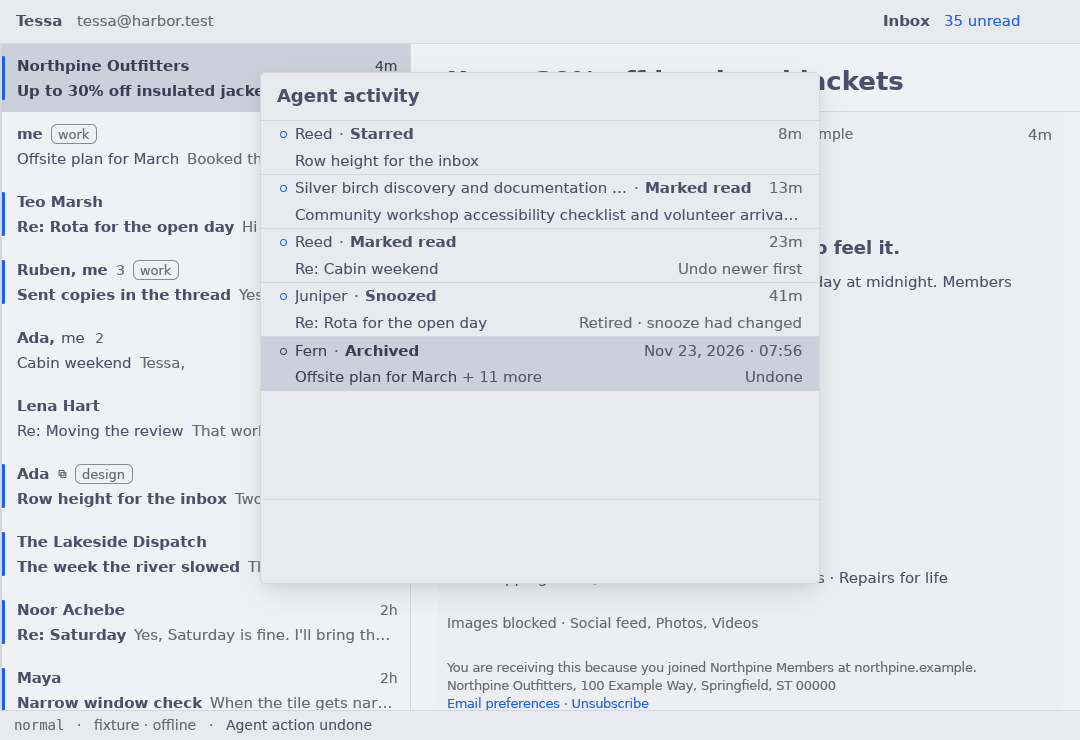 Tessa tessa@harbor.test
Inbox 35 unread
Northpine Outfitters 4m
Up to 30% off insulated jacke
me work
Offsite plan for March Booked th
Teo Marsh
Re: Rota for the open day Hi
Ruben, me 3 work
Sent copies in the thread Yes
Ada, me 2
Cabin weekend Tessa,
Lena Hart
Re: Moving the review That worl
Ada design
Row height for the inbox Two
The Lakeside Dispatch
The week the river slowed Th
Noor Achebe 2h
Re: Saturday Yes, Saturday is fine. I'll bring th…
Maya 2h
Narrow window check When the tile gets nar…
Agent activity
Reed · Starred 8m
Row height for the inbox
Silver birch discovery and documentation … · Marked read 13m
Community workshop accessibility checklist and volunteer arriva…
Reed · Marked read 23m
Re: Cabin weekend Undo newer first
Juniper · Snoozed 41m
Re: Rota for the open day Retired · snooze had changed
Fern · Archived Nov 23, 2026 · 07:56
Offsite plan for March + 11 more Undone
ackets
mple 4m
o feel it.
day at midnight. Members
s · Repairs for life
Images blocked · Social feed, Photos, Videos
You are receiving this because you joined Northpine Members at northpine.example.
Northpine Outfitters, 100 Example Way, Springfield, ST 00000
Email preferences · Unsubscribe
normal · fixture · offline · Agent action undone